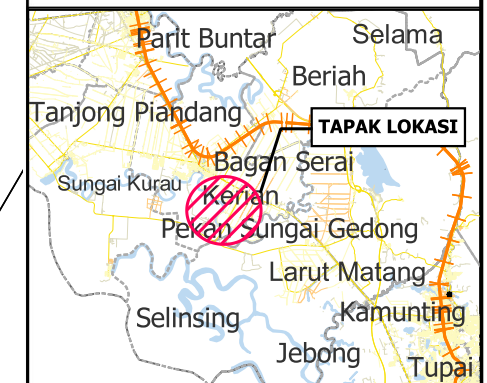 Parit Buntar
Selama
Beriah
Tanjong Piandang
TAPAK LOKASI
Bagan Serai
Sungai Kurau
Kerian
Pekan Sungai Gedong
Larut Matang
Kamunting
Selinsing
Jebong
Tupai